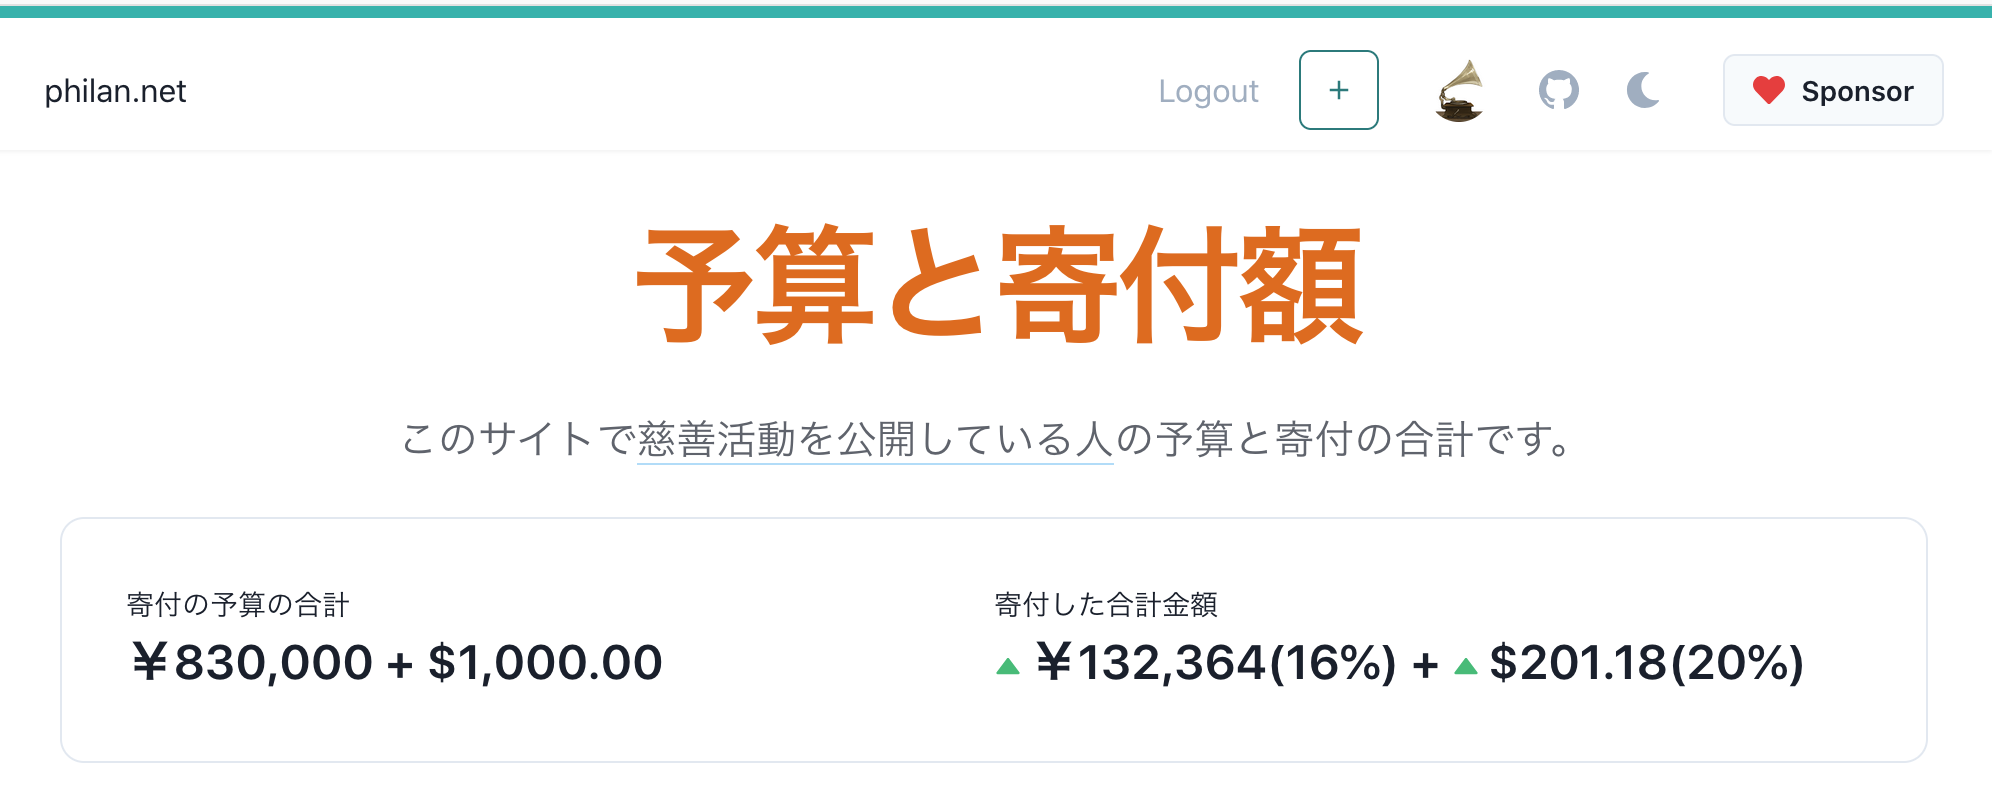 philan.net
Logout
+
Sponsor
予算と寄付額
このサイトで慈善活動を公開している人の予算と寄付の合計です。
寄付の予算の合計
¥830,000 + $1,000.00
寄付した合計金額
¥132,364(16%) + $201.18(20%)